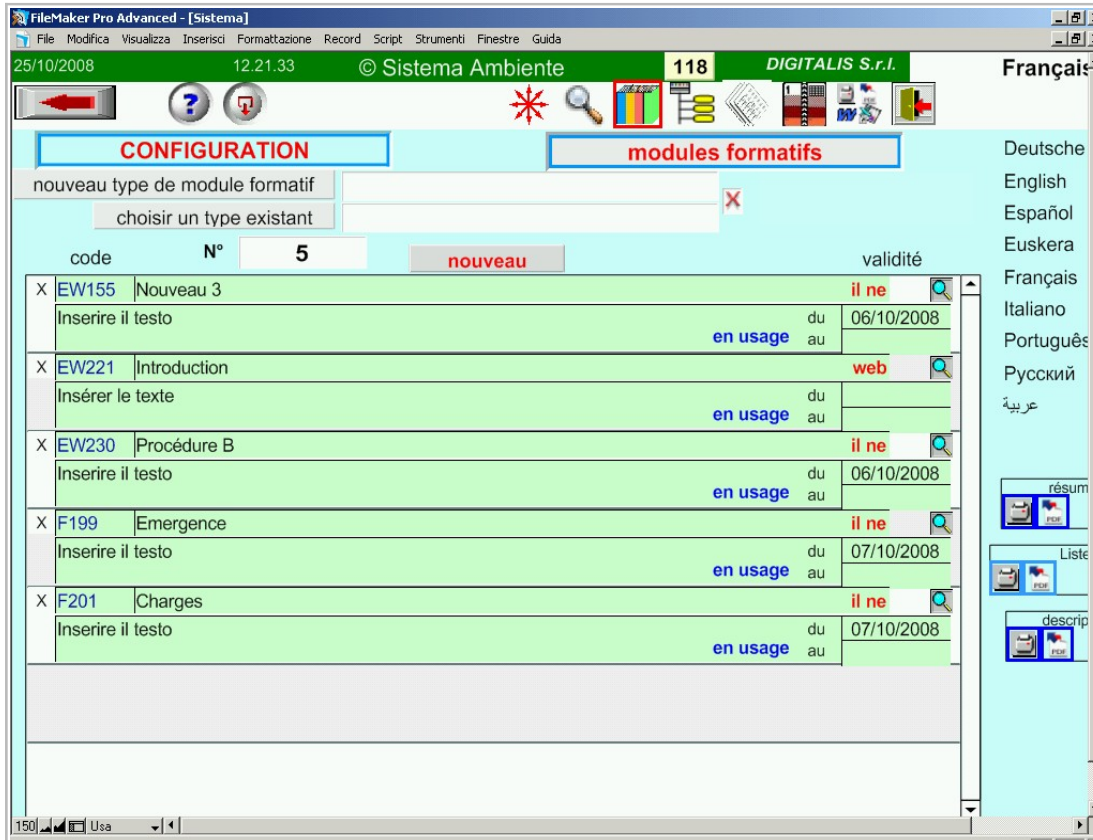 FileMaker Pro Advanced - [Sistema]
File Modifica Visualizza Inserisci Formattazione Record Script Strumenti Finestre Guida
25/10/2008 12.21.33 © Sistema Ambiente 118 DIGITALIS S.r.l. Français
CONFIGURATION modules formatifs
Deutsche
nouveau type de module formatif
English
choisir un type existant
Español
Euskera
code N° 5 nouveau validité
Français
X EW155 Nouveau 3 il ne
Italiano
Inserire il testo du 06/10/2008
en usage au
Português
X EW221 Introduction web
Русский
Insérer le texte du
عربية
en usage au
X EW230 Procédure B il ne
Inserire il testo du 06/10/2008
en usage au
résum
X F199 Emergence il ne
Inserire il testo du 07/10/2008
Liste
en usage au
X F201 Charges il ne
descrip
Inserire il testo du 07/10/2008
en usage au
150 Usa